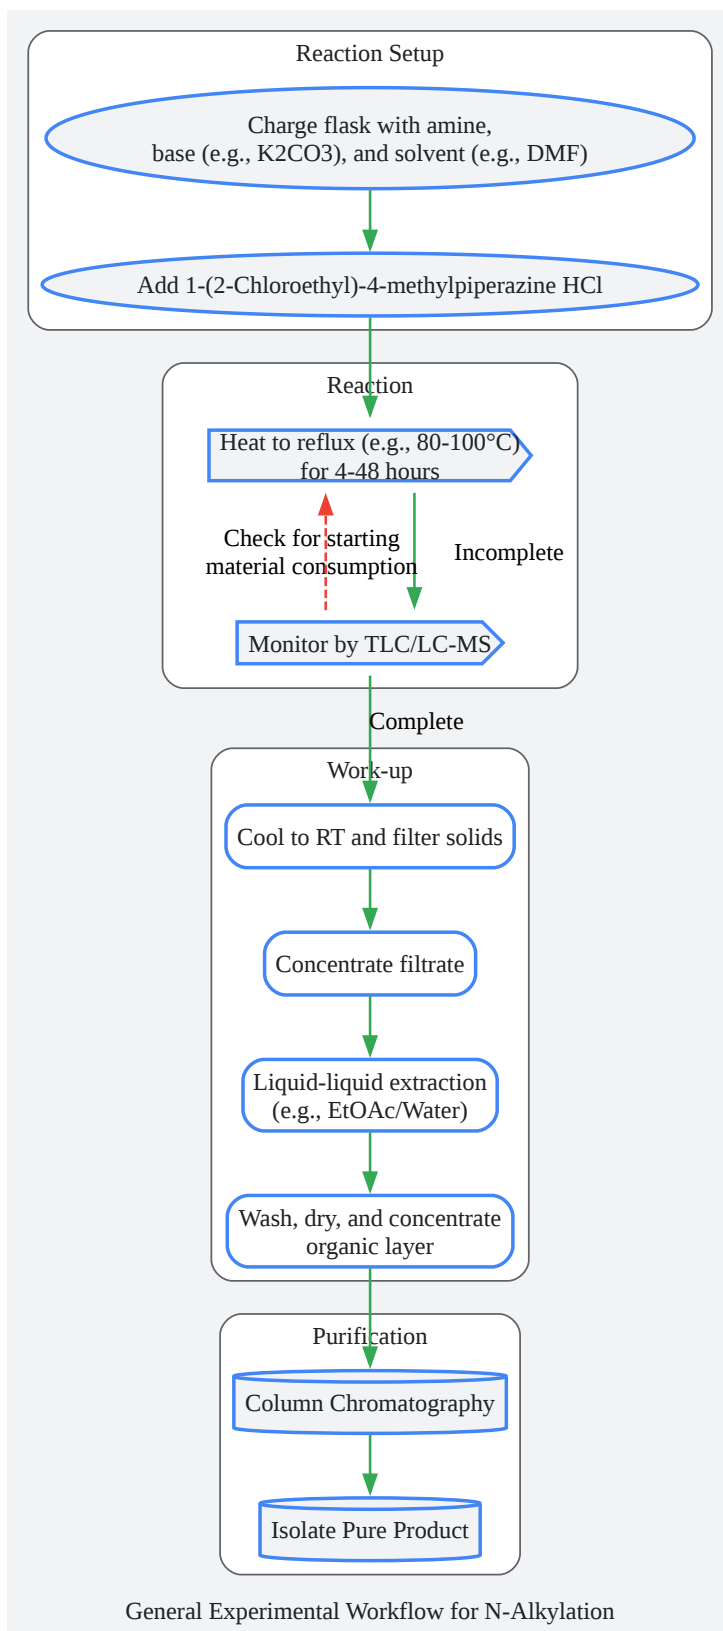 Reaction Setup
Charge flask with amine,
base (e.g., K2CO3), and solvent (e.g., DMF)
Add 1-(2-Chloroethyl)-4-methylpiperazine HCl
Reaction
Heat to reflux (e.g., 80-100°C)
for 4-48 hours
Check for starting
material consumption
Incomplete
Monitor by TLC/LC-MS
Complete
Work-up
Cool to RT and filter solids
Concentrate filtrate
Liquid-liquid extraction
(e.g., EtOAc/Water)
Wash, dry, and concentrate
organic layer
Purification
Column Chromatography
Isolate Pure Product
General Experimental Workflow for N-Alkylation